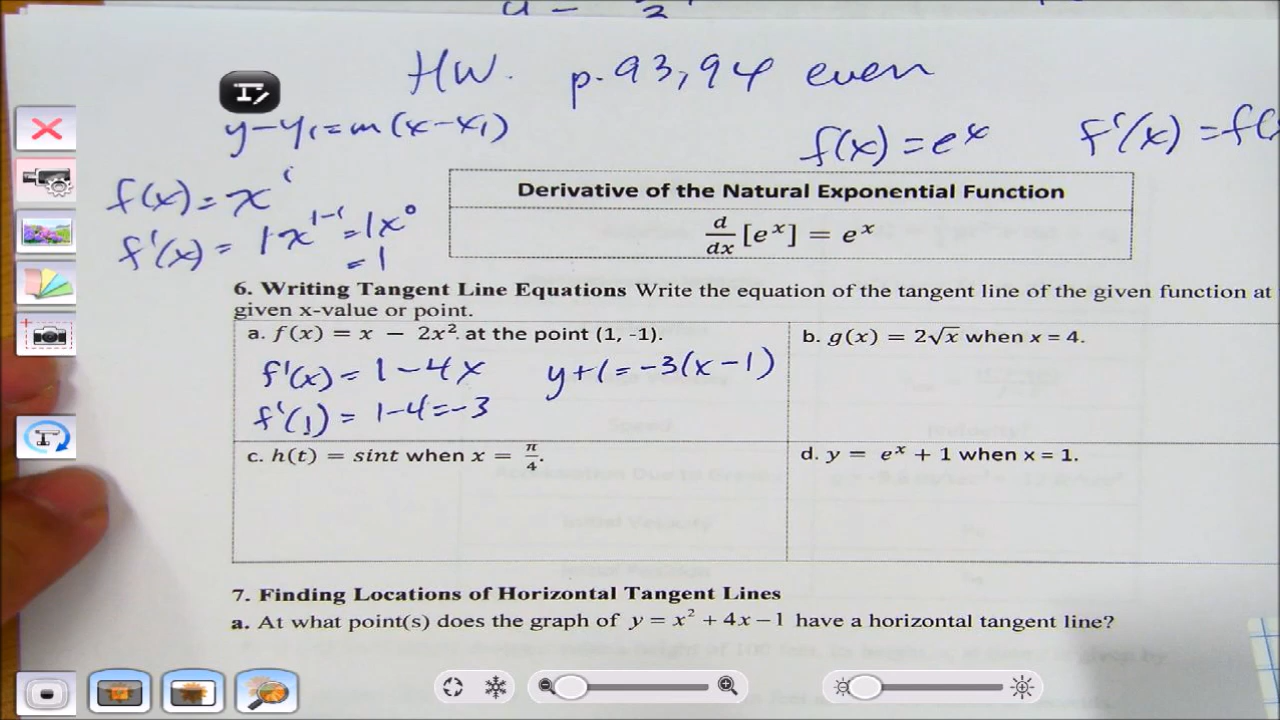 HW. p. 93, 94 even
y-y₁=m(x-x₁)
f(x)=eˣ f'(x)=f(x
f(x)=x¹
f'(x)= 1·x¹⁻¹=1x⁰
=1
Derivative of the Natural Exponential Function
d/dx [eˣ] = eˣ
6. Writing Tangent Line Equations Write the equation of the tangent line of the given function at
given x-value or point.
a. f(x) = x − 2x². at the point (1, -1).
f'(x)= 1-4x y+1=-3(x-1)
f'(1)= 1-4=-3
b. g(x) = 2√x when x = 4.
c. h(t) = sint when x = π/4.
d. y = eˣ + 1 when x = 1.
7. Finding Locations of Horizontal Tangent Lines
a. At what point(s) does the graph of y = x² + 4x − 1 have a horizontal tangent line?